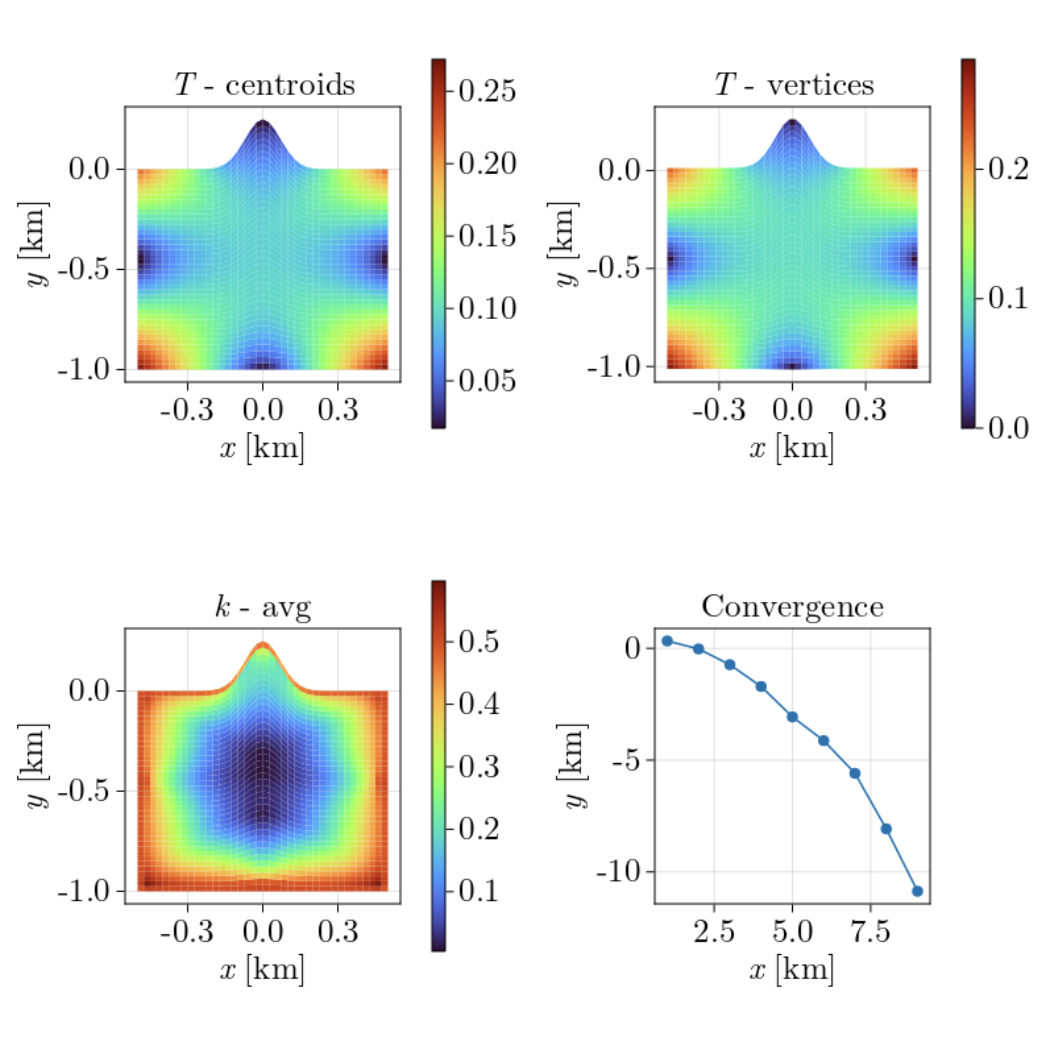 T - centroids
0.25
0.20
0.15
0.10
0.05
0.0
-0.5
-1.0
y [km]
-0.3 0.0 0.3
x [km]
T - vertices
0.2
0.1
0.0
0.0
-0.5
-1.0
y [km]
-0.3 0.0 0.3
x [km]
k - avg
0.5
0.4
0.3
0.2
0.1
0.0
-0.5
-1.0
y [km]
-0.3 0.0 0.3
x [km]
Convergence
0
-5
-10
y [km]
2.5 5.0 7.5
x [km]